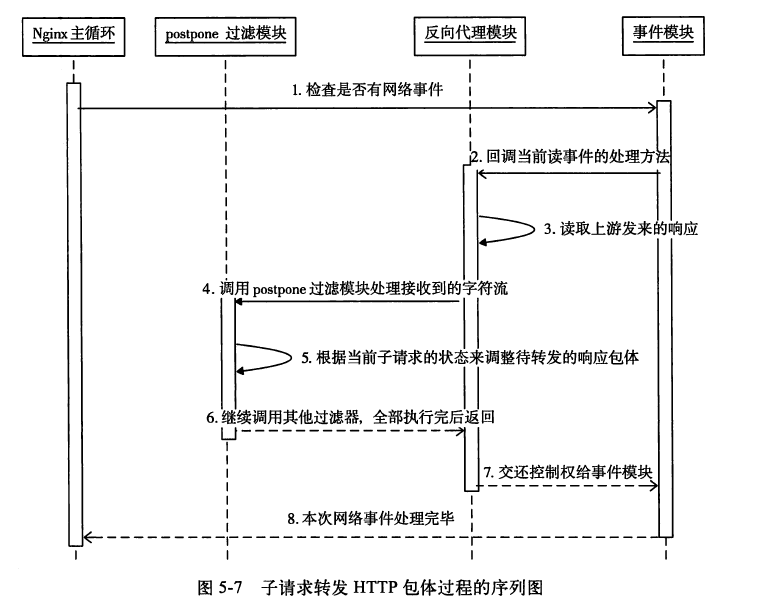 Nginx 主循环
postpone 过滤模块
反向代理模块
事件模块
1. 检查是否有网络事件
2. 回调当前读事件的处理方法
3. 读取上游发来的响应
4. 调用 postpone 过滤模块处理接收到的字符流
5. 根据当前子请求的状态来调整待转发的响应包体
6. 继续调用其他过滤器，全部执行完后返回
7. 交还控制权给事件模块
8. 本次网络事件处理完毕
图 5-7 子请求转发 HTTP 包体过程的序列图